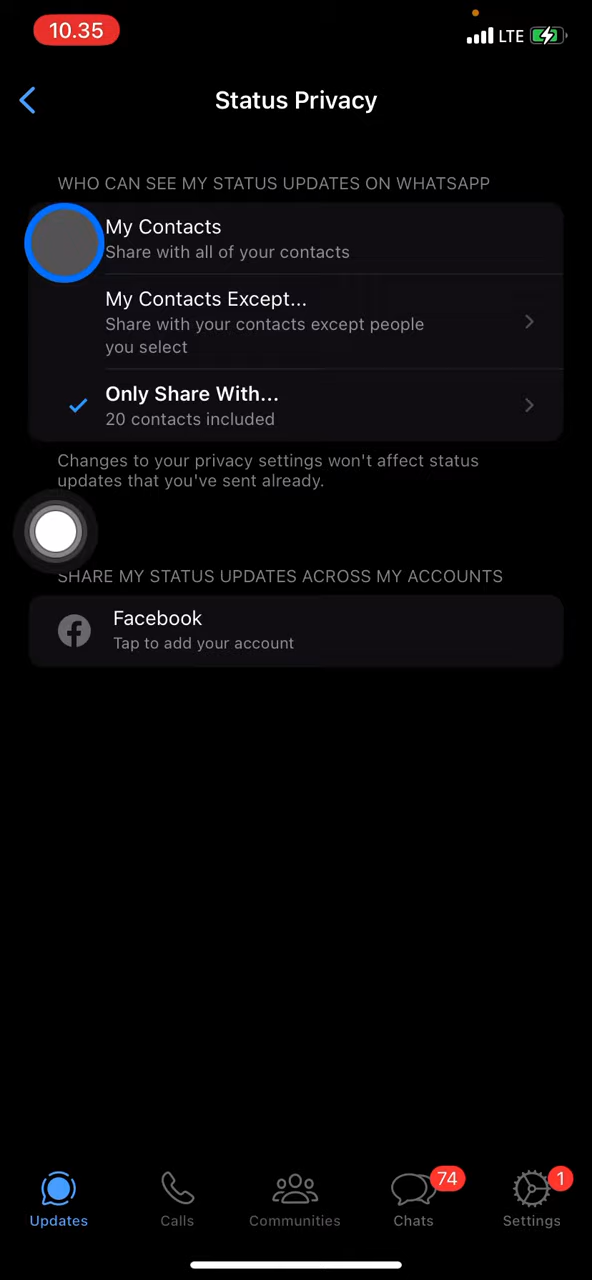 10.35
LTE
Status Privacy
WHO CAN SEE MY STATUS UPDATES ON WHATSAPP
My Contacts
Share with all of your contacts
My Contacts Except...
Share with your contacts except people
you select
Only Share With...
20 contacts included
Changes to your privacy settings won't affect status
updates that you've sent already.
SHARE MY STATUS UPDATES ACROSS MY ACCOUNTS
Facebook
Tap to add your account
74
1
Updates
Calls
Communities
Chats
Settings